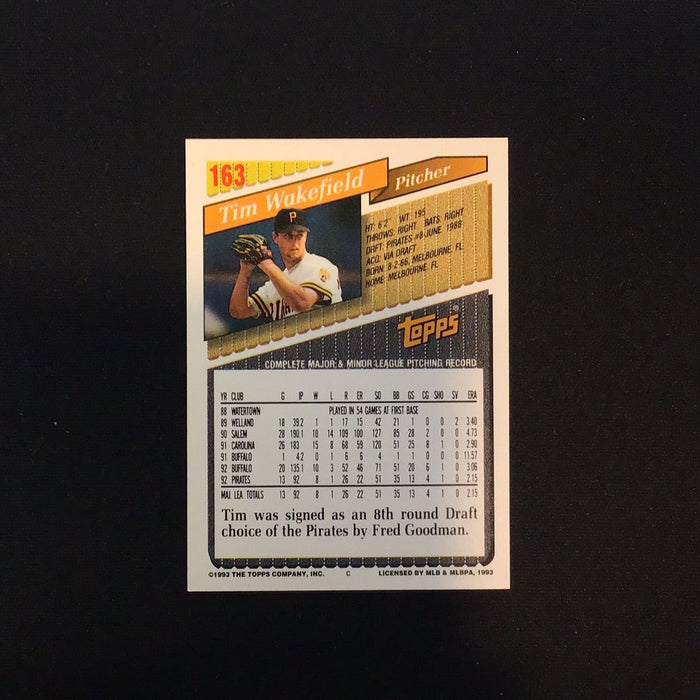 163
Tim Wakefield
Pitcher
P
HT: 6'2" WT: 195
THROWS: RIGHT BATS: RIGHT
DRAFT: PIRATES #8-JUNE, 1988
ACQ: VIA DRAFT
BORN: 8-2-66, MELBOURNE, FL
HOME: MELBOURNE, FL
TOPPS
COMPLETE MAJOR & MINOR LEAGUE PITCHING RECORD
YR CLUB G IP W L R ER SO BB GS CG SHO SV ERA
88 WATERTOWN PLAYED IN 54 GAMES AT FIRST BASE
89 WELLAND 18 39.2 1 1 17 15 42 21 1 0 0 2 3.40
90 SALEM 28 190.1 10 14 109 100 127 85 28 2 0 0 4.73
91 CAROLINA 26 183 15 8 68 59 120 51 25 8 1 0 2.90
91 BUFFALO 1 4.2 0 1 6 6 4 1 1 0 0 0 11.57
92 BUFFALO 20 135.1 10 3 52 46 71 51 20 6 1 0 3.06
92 PIRATES 13 92 8 1 26 22 51 35 13 4 1 0 2.15
MAJ. LEA. TOTALS 13 92 8 1 26 22 51 35 13 4 1 0 2.15
Tim was signed as an 8th round Draft
choice of the Pirates by Fred Goodman.
©1993 THE TOPPS COMPANY, INC. C LICENSED BY MLB & MLBPA, 1993